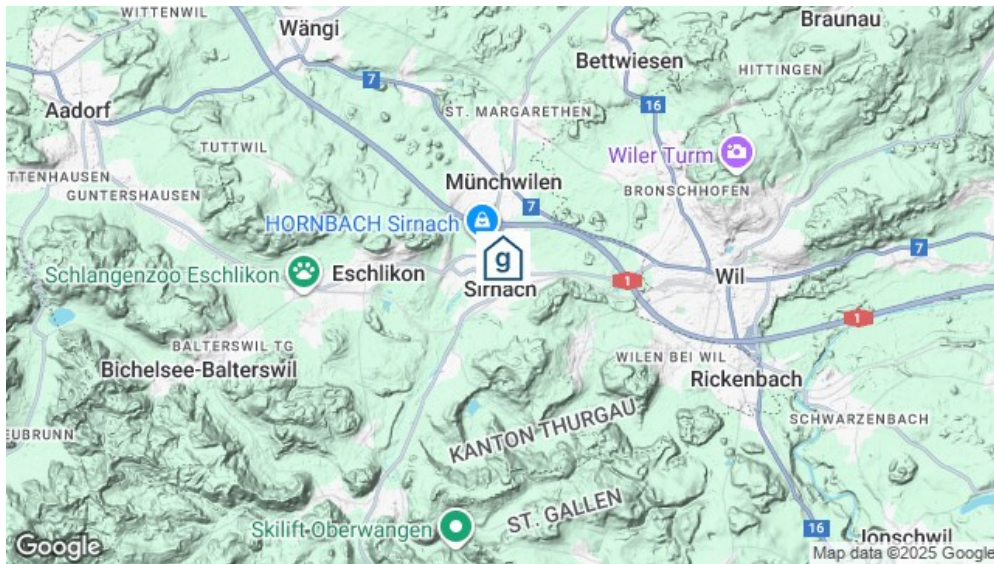 WITTENWIL
Braunau
Wängi
Bettwiesen
HITTINGEN
7
16
Aadorf
ST. MARGARETHEN
TUTTWIL
Wiler Turm
TTENHAUSEN
Münchwilen
BRONSCHHOFEN
GUNTERSHAUSEN
7
HORNBACH Sirnach
7
g
Schlangenzoo Eschlikon
Eschlikon
Sirnach
1
Wil
1
BALTERSWIL TG
WILEN BEI WIL
Bichelsee-Balterswil
Rickenbach
KANTON THURGAU
SCHWARZENBACH
EUBRUNN
ST. GALLEN
Skilift Oberwangen
16
Jonschwil
Google
Map data ©2025 Google